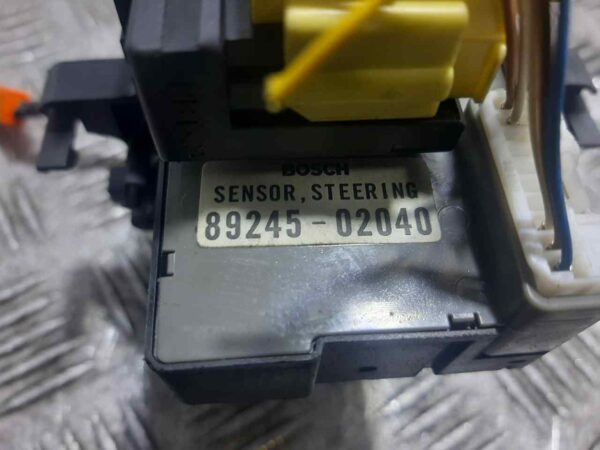 BOSCH
SENSOR, STEERING
89245-02040